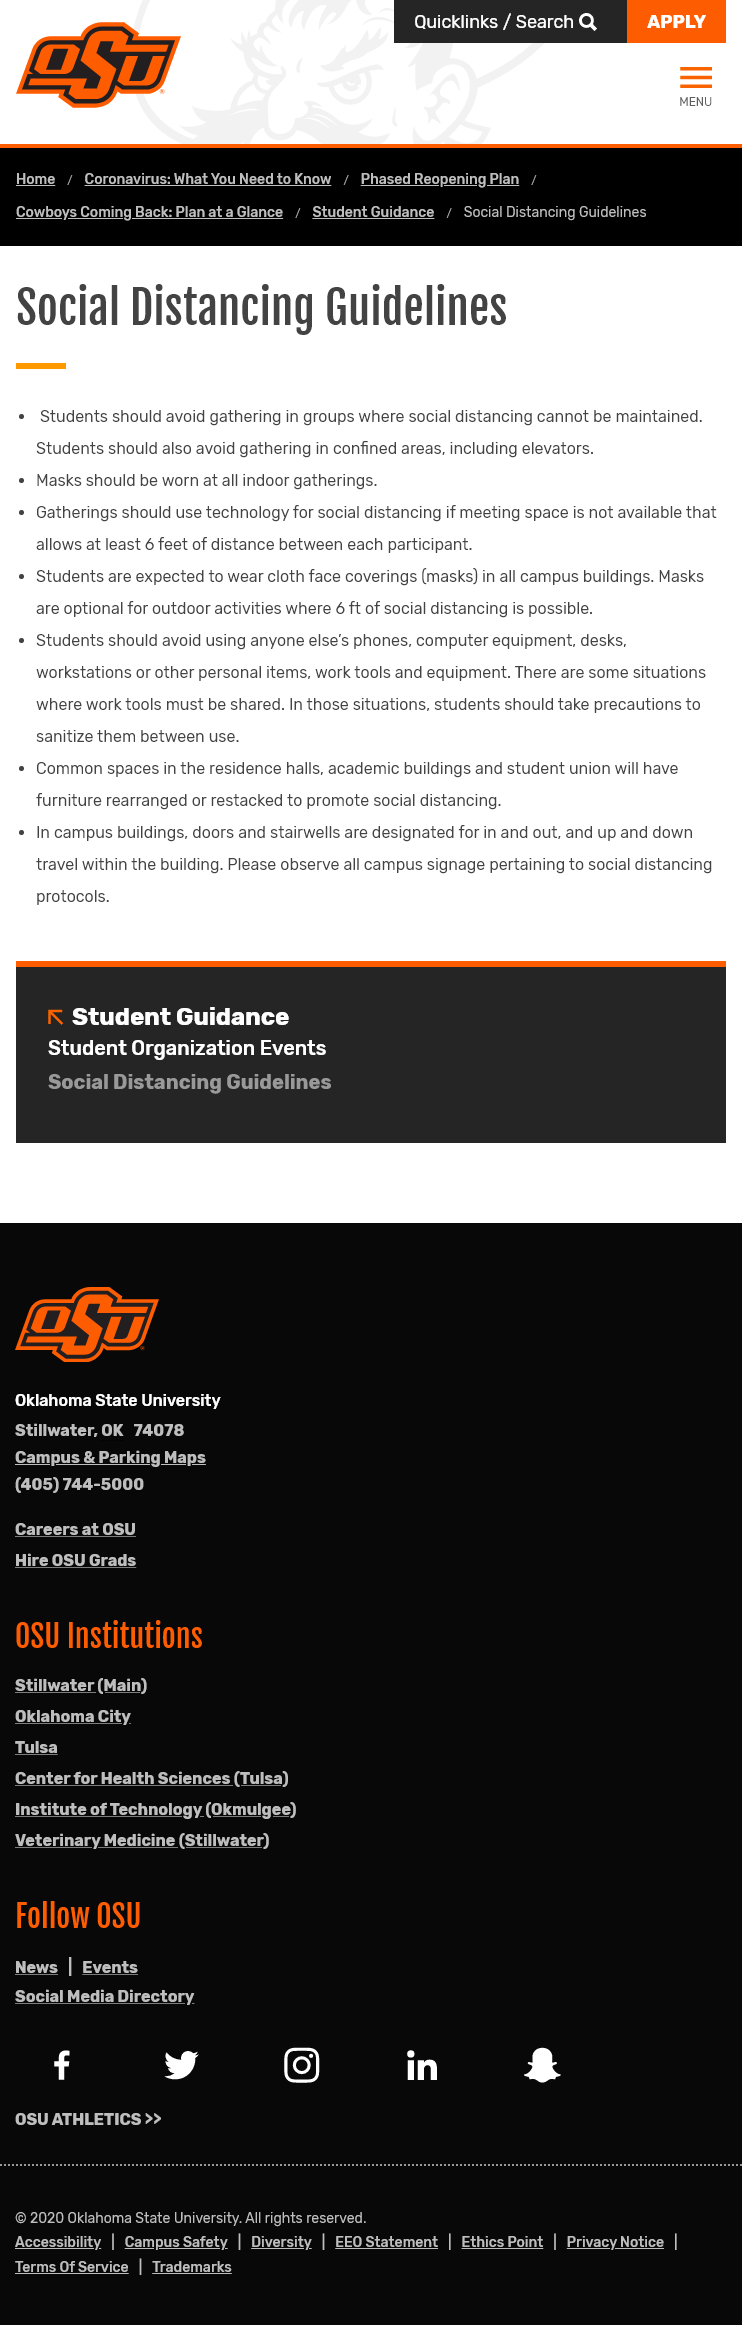 OSU
Quicklinks / Search
APPLY
MENU
Home / Coronavirus: What You Need to Know / Phased Reopening Plan /
Cowboys Coming Back: Plan at a Glance / Student Guidance / Social Distancing Guidelines
Social Distancing Guidelines
• Students should avoid gathering in groups where social distancing cannot be maintained.
Students should also avoid gathering in confined areas, including elevators.
• Masks should be worn at all indoor gatherings.
• Gatherings should use technology for social distancing if meeting space is not available that
allows at least 6 feet of distance between each participant.
• Students are expected to wear cloth face coverings (masks) in all campus buildings. Masks
are optional for outdoor activities where 6 ft of social distancing is possible.
• Students should avoid using anyone else’s phones, computer equipment, desks,
workstations or other personal items, work tools and equipment. There are some situations
where work tools must be shared. In those situations, students should take precautions to
sanitize them between use.
• Common spaces in the residence halls, academic buildings and student union will have
furniture rearranged or restacked to promote social distancing.
• In campus buildings, doors and stairwells are designated for in and out, and up and down
travel within the building. Please observe all campus signage pertaining to social distancing
protocols.
Student Guidance
Student Organization Events
Social Distancing Guidelines
OSU
Oklahoma State University
Stillwater, OK 74078
Campus & Parking Maps
(405) 744-5000
Careers at OSU
Hire OSU Grads
OSU Institutions
Stillwater (Main)
Oklahoma City
Tulsa
Center for Health Sciences (Tulsa)
Institute of Technology (Okmulgee)
Veterinary Medicine (Stillwater)
Follow OSU
News | Events
Social Media Directory
OSU ATHLETICS >>
© 2020 Oklahoma State University. All rights reserved.
Accessibility | Campus Safety | Diversity | EEO Statement | Ethics Point | Privacy Notice |
Terms Of Service | Trademarks